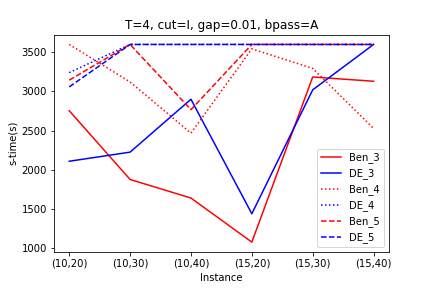 T=4, cut=I, gap=0.01, bpass=A
s-time(s)
3500
3000
2500
2000
1500
1000
Ben_3
DE_3
Ben_4
DE_4
Ben_5
DE_5
(10,20) (10,30) (10,40) (15,20) (15,30) (15,40)
Instance